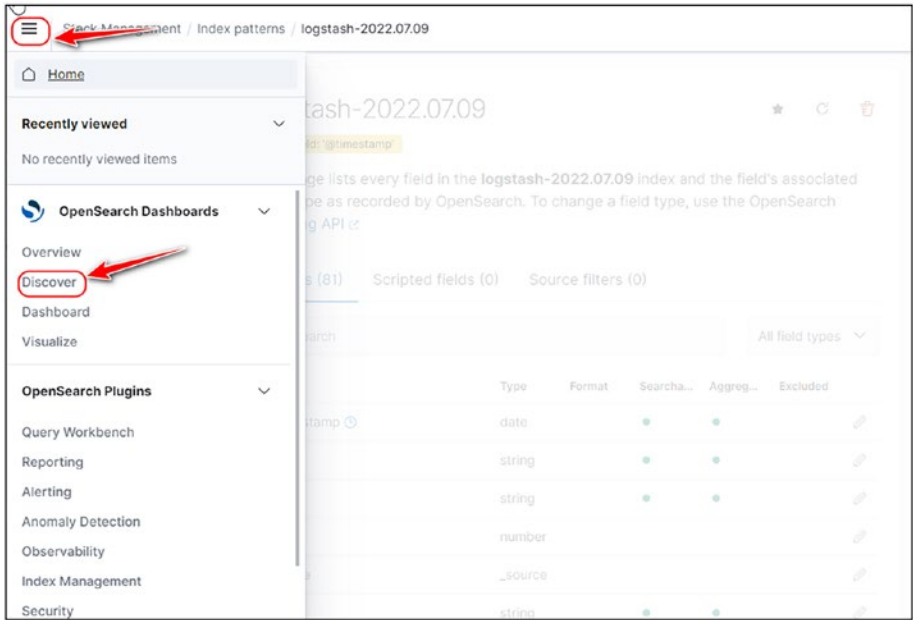 Stack Management / Index patterns / logstash-2022.07.09
Home
Recently viewed
No recently viewed items
OpenSearch Dashboards
Overview
Discover
Dashboard
Visualize
OpenSearch Plugins
Query Workbench
Reporting
Alerting
Anomaly Detection
Observability
Index Management
Security
tash-2022.07.09
ld: '@timestamp'
ge lists every field in the logstash-2022.07.09 index and the field's associated
pe as recorded by OpenSearch. To change a field type, use the OpenSearch
g API
s (81) Scripted fields (0) Source filters (0)
earch All field types
Type Format Searcha... Aggreg... Excluded
stamp date
string
string
number
_source
string